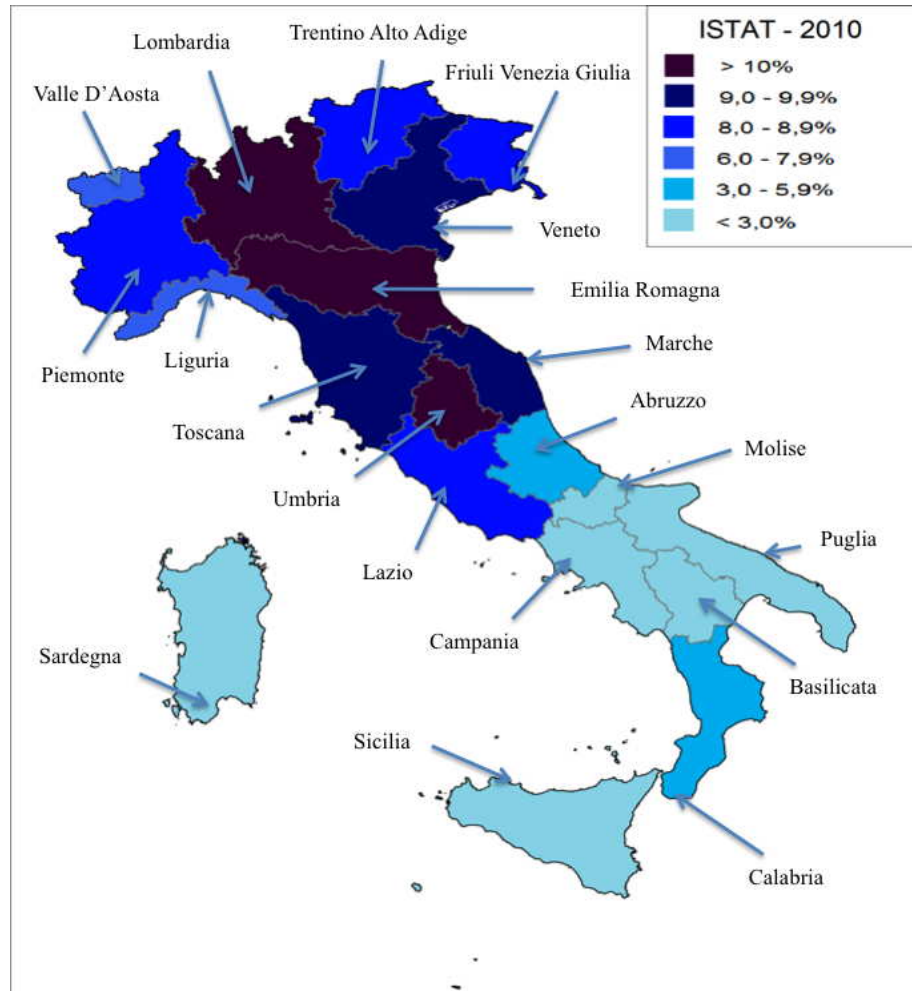 ISTAT - 2010
> 10%
9,0 - 9,9%
8,0 - 8,9%
6,0 - 7,9%
3,0 - 5,9%
< 3,0%
Trentino Alto Adige
Lombardia
Friuli Venezia Giulia
Valle D’Aosta
Veneto
Emilia Romagna
Marche
Liguria
Piemonte
Abruzzo
Toscana
Molise
Umbria
Puglia
Lazio
Campania
Sardegna
Basilicata
Sicilia
Calabria